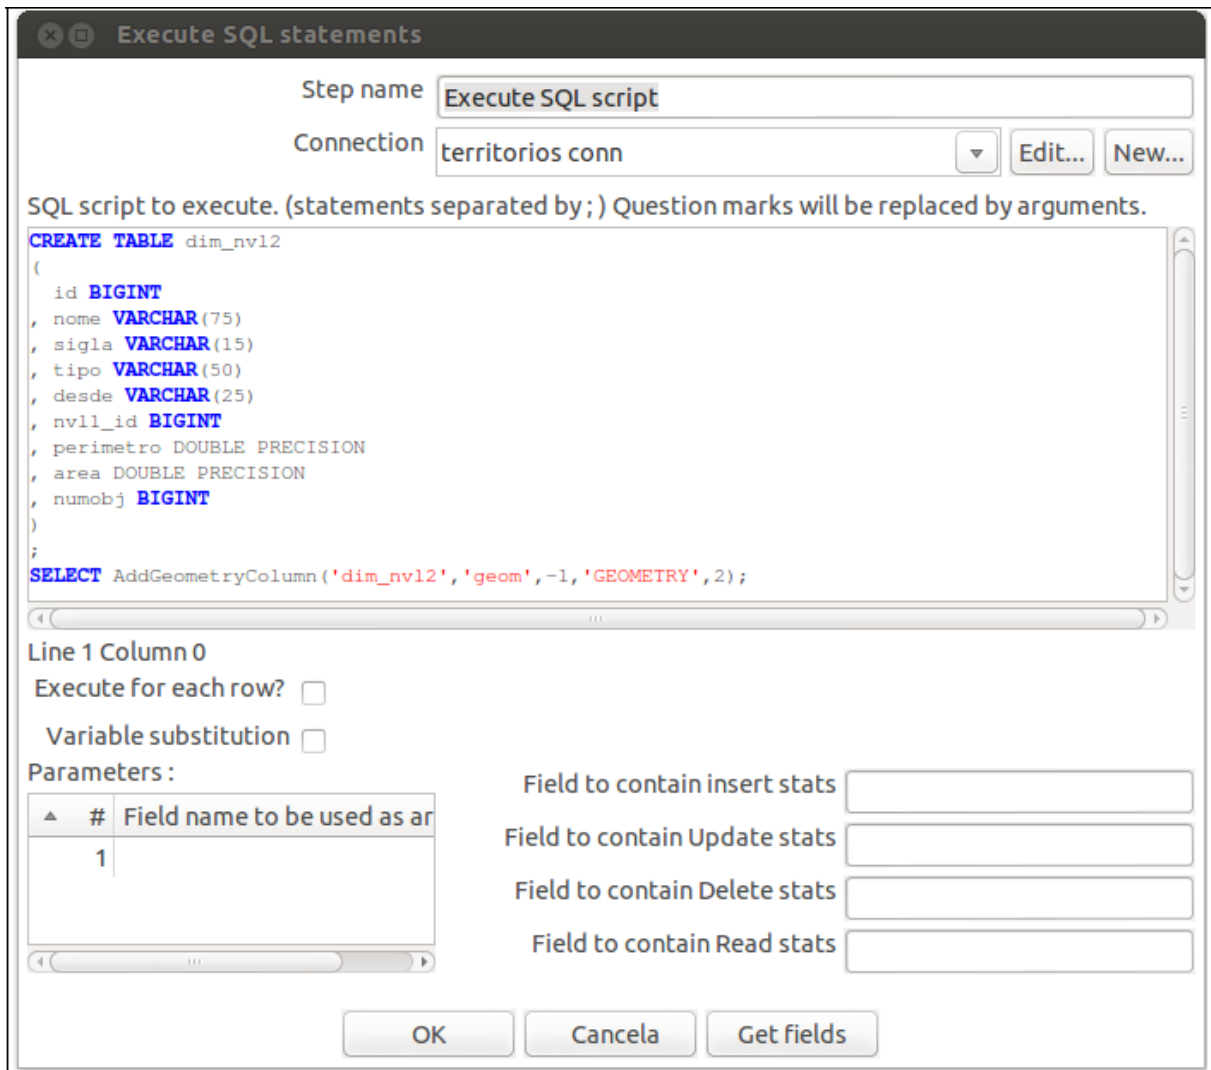 Execute SQL statements
Step name Execute SQL script
Connection territorios conn Edit... New...
SQL script to execute. (statements separated by ; ) Question marks will be replaced by arguments.
CREATE TABLE dim_nvl2
(
id BIGINT
, nome VARCHAR(75)
, sigla VARCHAR(15)
, tipo VARCHAR(50)
, desde VARCHAR(25)
, nvl1_id BIGINT
, perimetro DOUBLE PRECISION
, area DOUBLE PRECISION
, numobj BIGINT
)
;
SELECT AddGeometryColumn('dim_nvl2','geom',-1,'GEOMETRY',2);
Line 1 Column 0
Execute for each row?
Variable substitution
Parameters :
# Field name to be used as ar
1
Field to contain insert stats
Field to contain Update stats
Field to contain Delete stats
Field to contain Read stats
OK Cancela Get fields